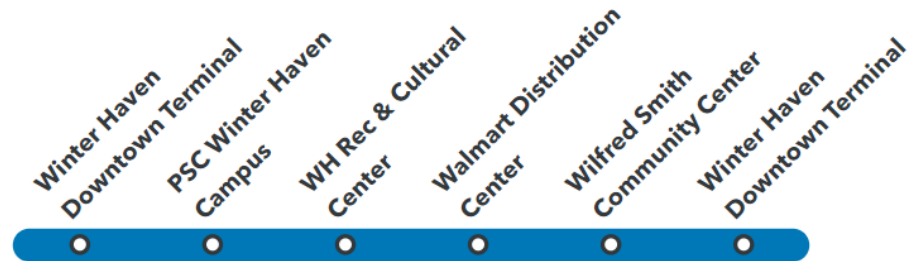 Winter Haven
Downtown Terminal
PSC Winter Haven
Campus
WH Rec & Cultural
Center
Walmart Distribution
Center
Wilfred Smith
Community Center
Winter Haven
Downtown Terminal